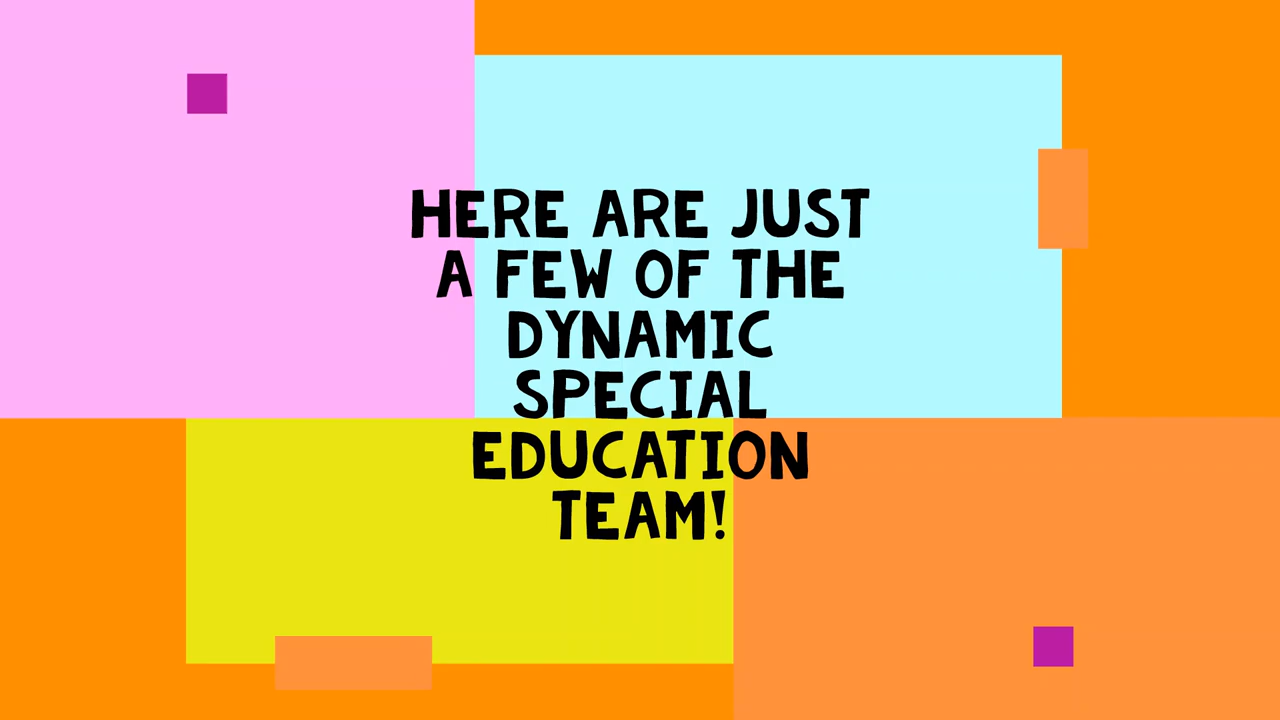 HERE ARE JUST
A FEW OF THE
DYNAMIC
SPECIAL
EDUCATION
TEAM!